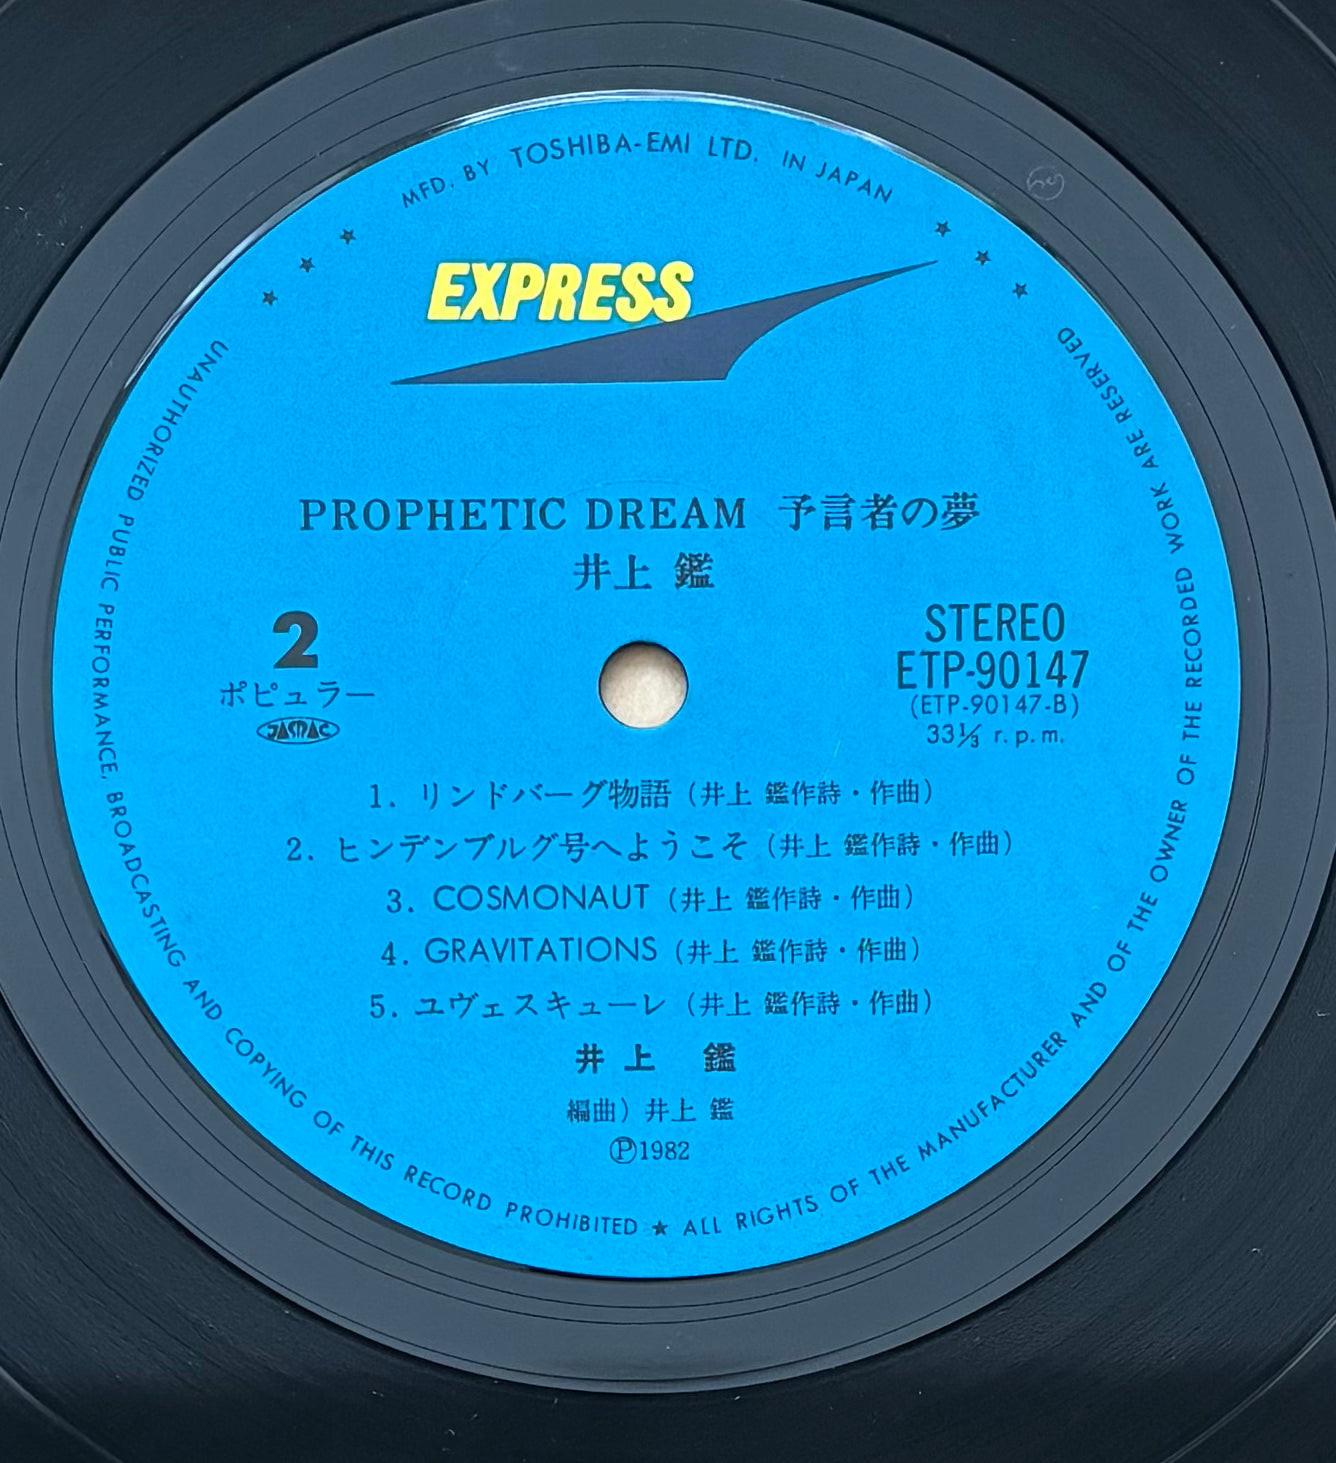 MFD. BY TOSHIBA-EMI LTD. IN JAPAN
EXPRESS
PROPHETIC DREAM 予言者の夢
井上 鑑
2
ポピュラー
JASRAC
STEREO
ETP-90147
(ETP-90147-B)
33⅓ r.p.m.
1. リンドバーグ物語 (井上 鑑作詩・作曲)
2. ヒンデンブルグ号へようこそ (井上 鑑作詩・作曲)
3. COSMONAUT (井上 鑑作詩・作曲)
4. GRAVITATIONS (井上 鑑作詩・作曲)
5. ユヴェスキューレ (井上 鑑作詩・作曲)
井上 鑑
編曲) 井上 鑑
Ⓟ1982
UNAUTHORIZED PUBLIC PERFORMANCE, BROADCASTING AND COPYING OF THIS RECORD PROHIBITED ★ ALL RIGHTS OF THE MANUFACTURER AND OF THE OWNER OF THE RECORDED WORK ARE RESERVED